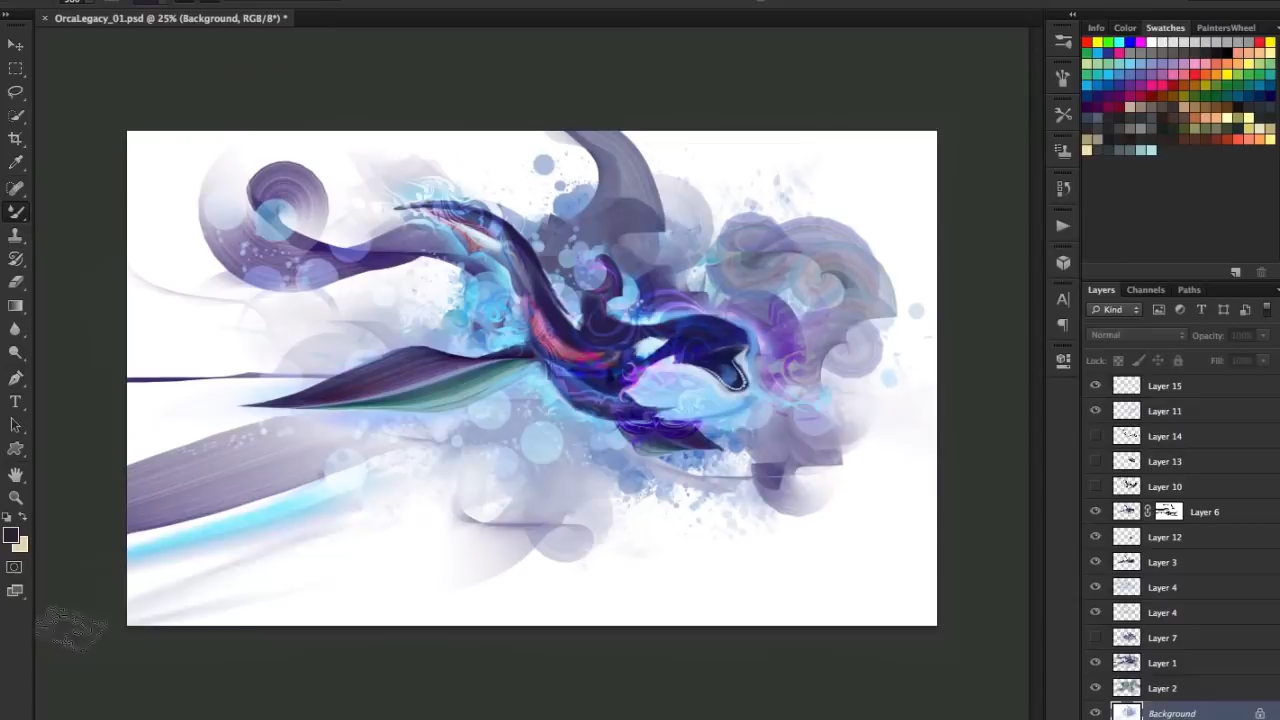 OrcaLegacy_01.psd @ 25% (Background, RGB/8*) *
Info Color Swatches PaintersWheel
Layers Channels Paths
Kind
Normal Opacity: 100%
Lock: Fill: 100%
Layer 15
Layer 11
Layer 14
Layer 13
Layer 10
Layer 6
Layer 12
Layer 3
Layer 4
Layer 4
Layer 7
Layer 1
Layer 2
Background